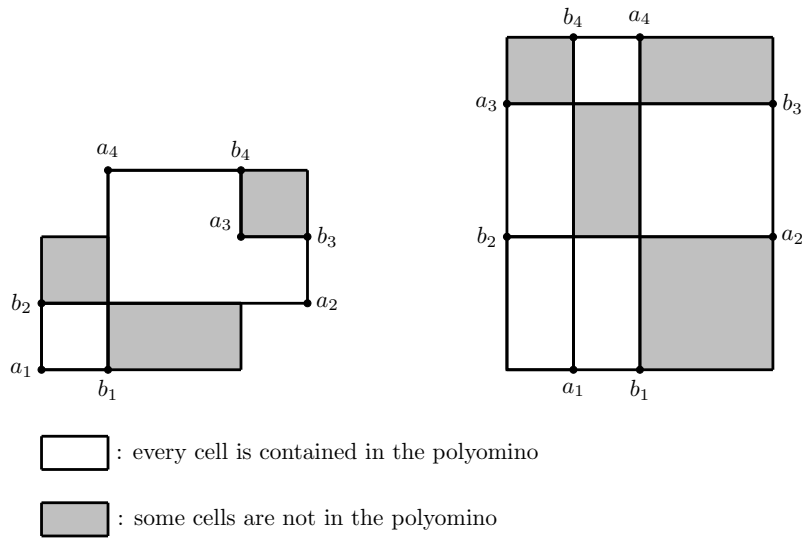 b₄ a₄
a₃ b₃
a₄ b₄
a₃ b₃
b₂ a₂
b₂ a₂
a₁ b₁
a₁ b₁
: every cell is contained in the polyomino
: some cells are not in the polyomino